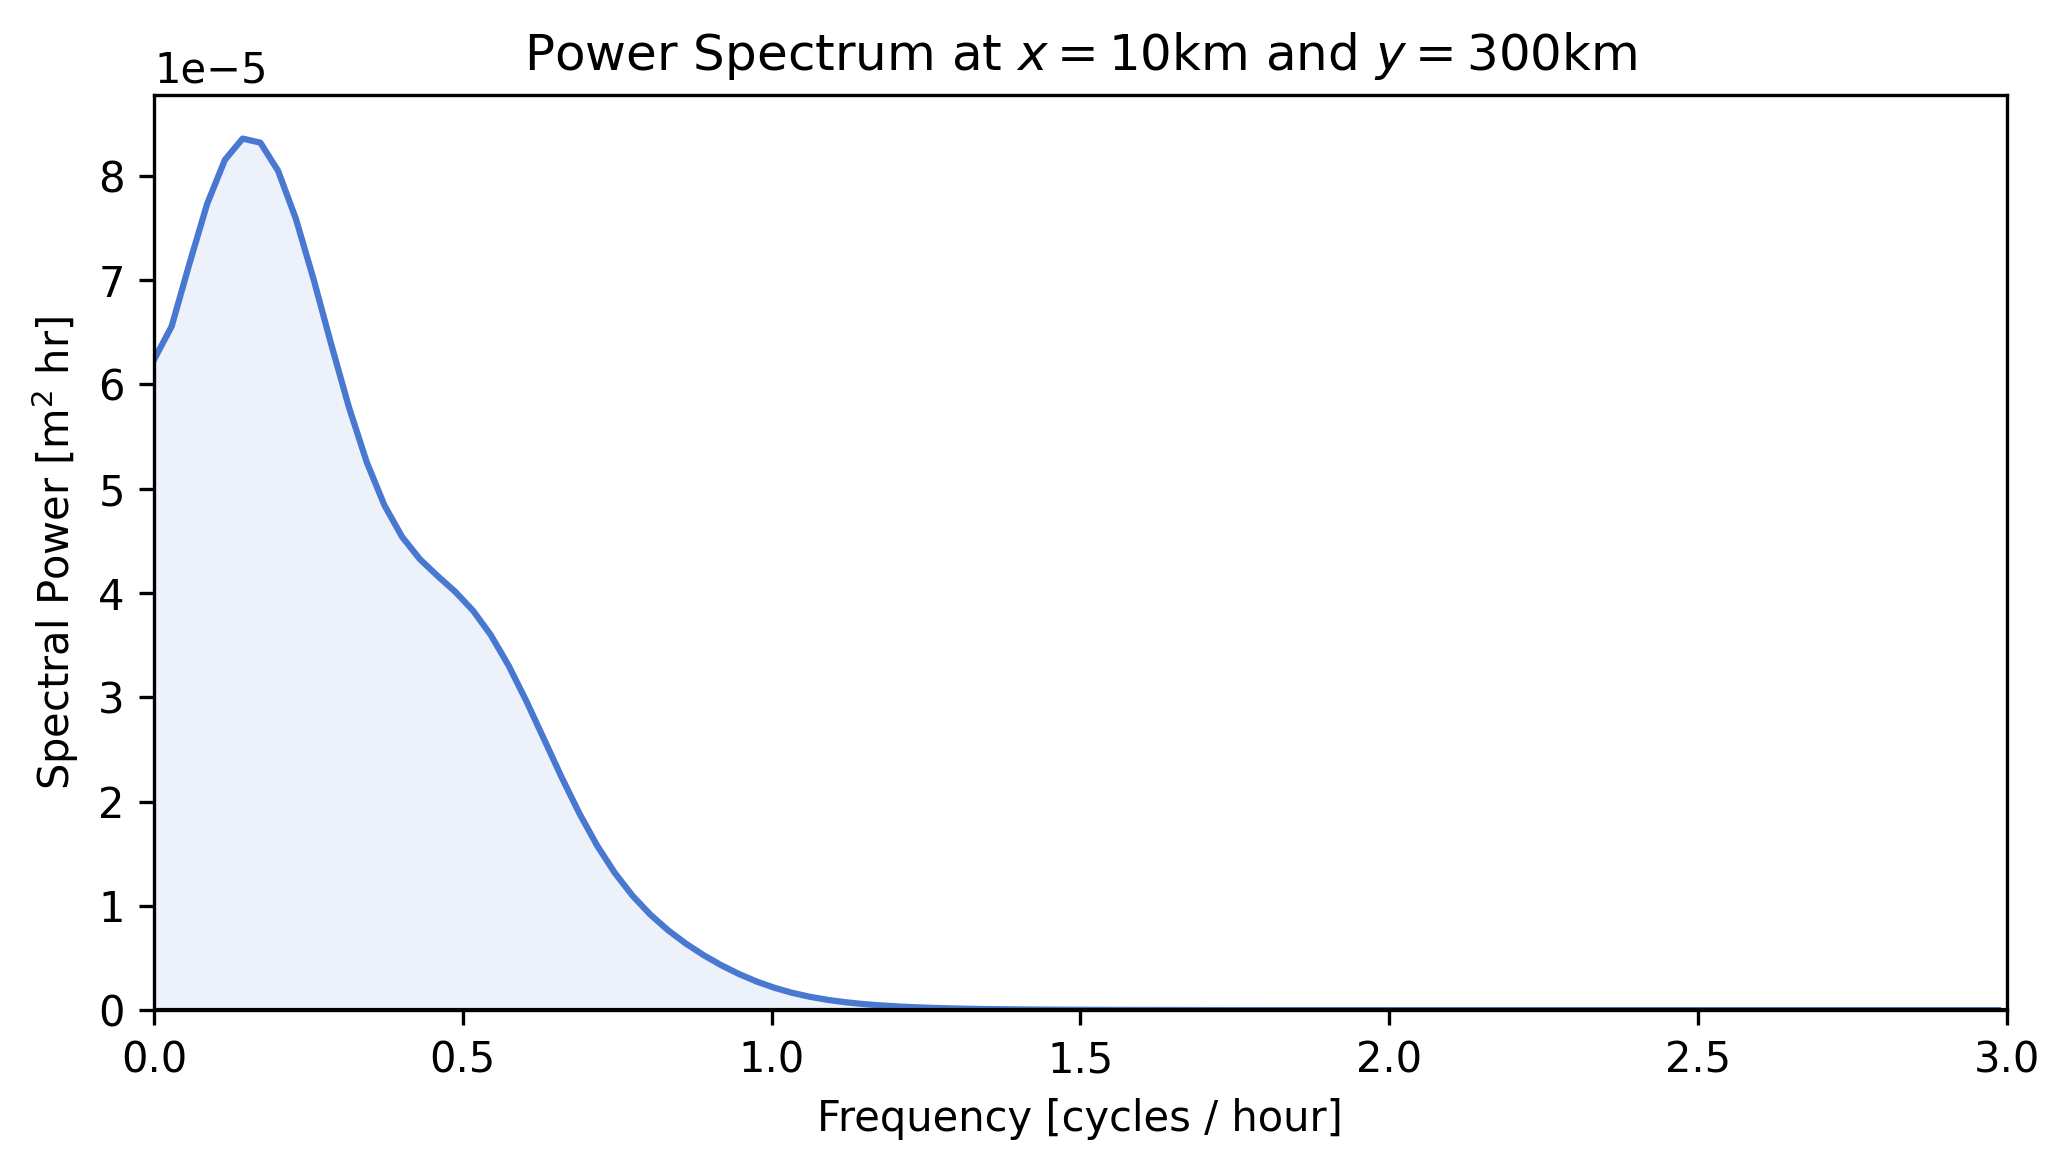 Power Spectrum at x = 10km and y = 300km
1e−5
8
7
6
5
4
3
2
1
0
Spectral Power [m² hr]
0.0 0.5 1.0 1.5 2.0 2.5 3.0
Frequency [cycles / hour]